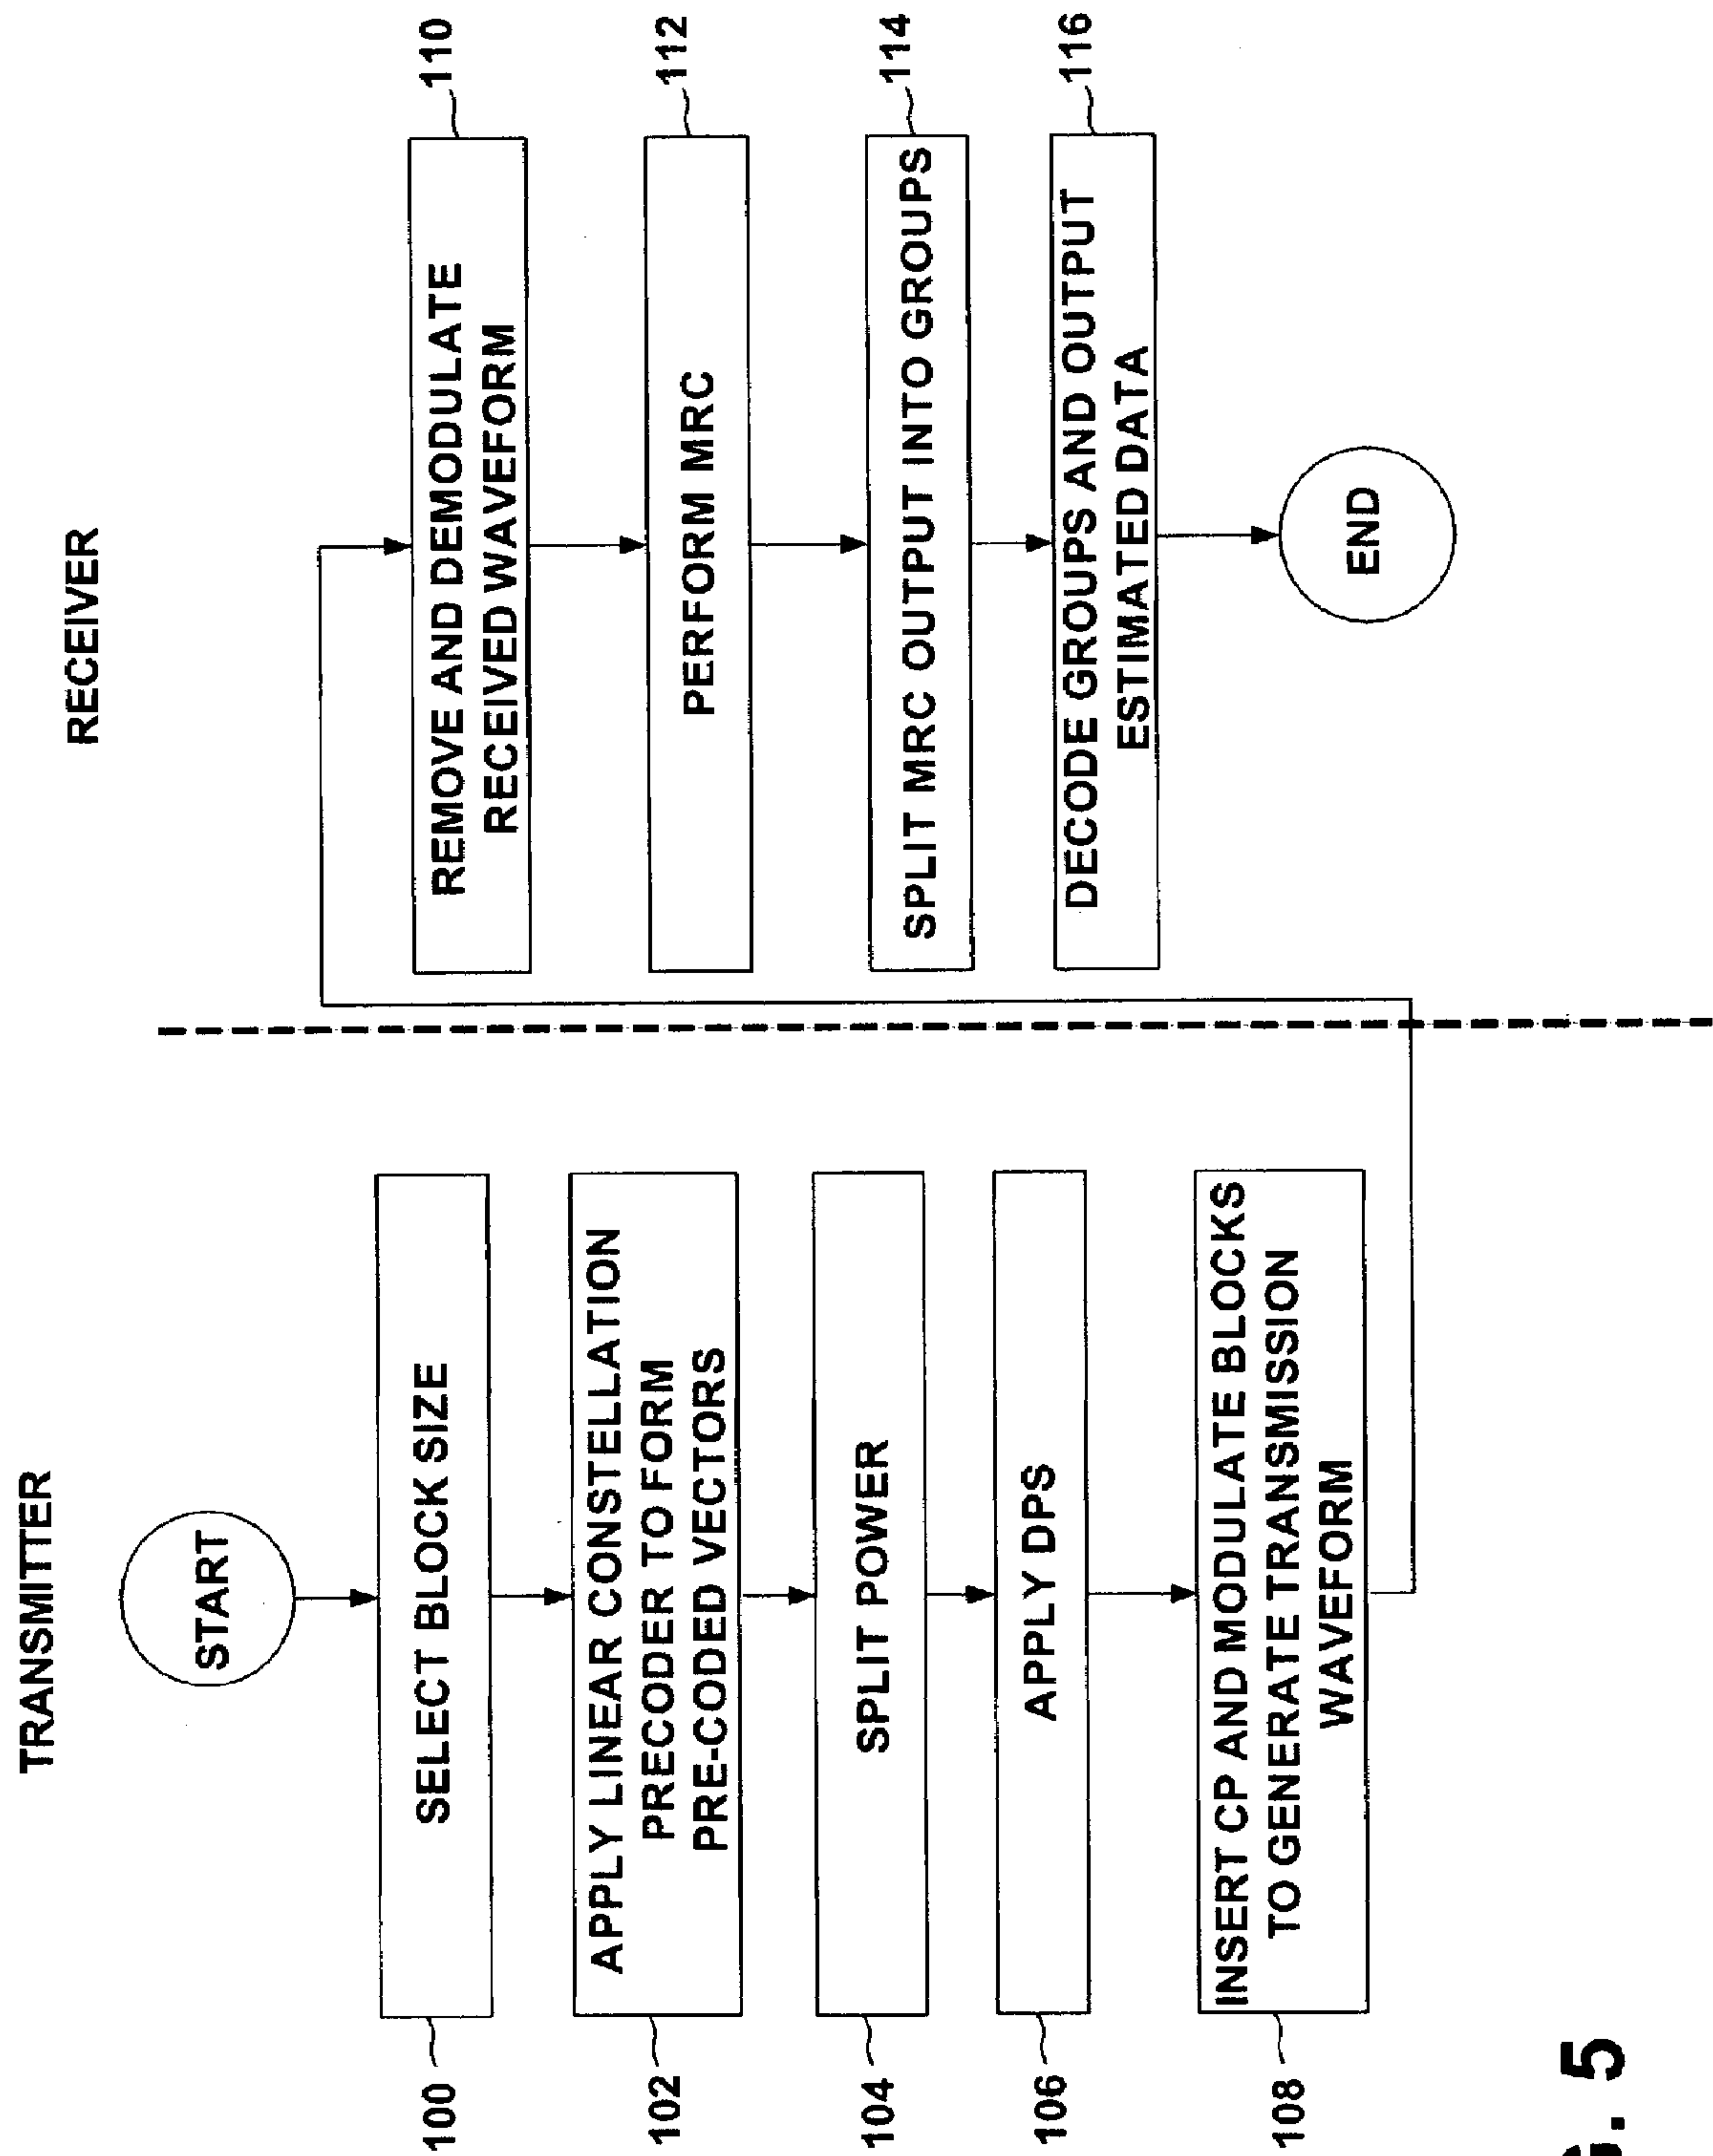 TRANSMITTER
START
SELECT BLOCK SIZE
100
APPLY LINEAR CONSTELLATION
PRECODER TO FORM
PRE-CODED VECTORS
102
SPLIT POWER
104
APPLY DPS
106
INSERT CP AND MODULATE BLOCKS
TO GENERATE TRANSMISSION
WAVEFORM
108
RECEIVER
REMOVE AND DEMODULATE
RECEIVED WAVEFORM
110
PERFORM MRC
112
SPLIT MRC OUTPUT INTO GROUPS
114
DECODE GROUPS AND OUTPUT
ESTIMATED DATA
116
END
G. 5